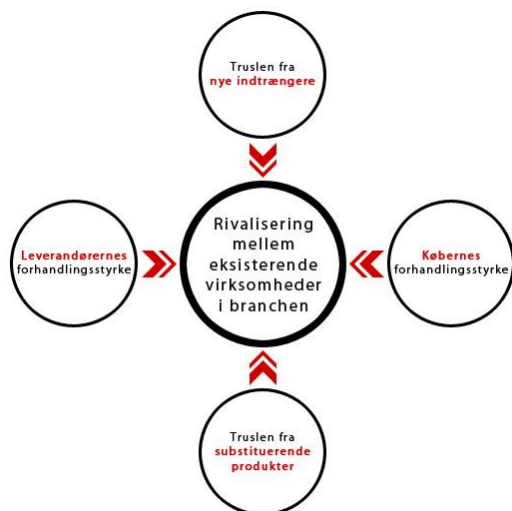 Truslen fra
nye indtrængere
Leverandørernes
forhandlingsstyrke
Rivalisering
mellem
eksisterende
virksomheder
i branchen
Købernes
forhandlingsstyrke
Truslen fra
substituerende
produkter